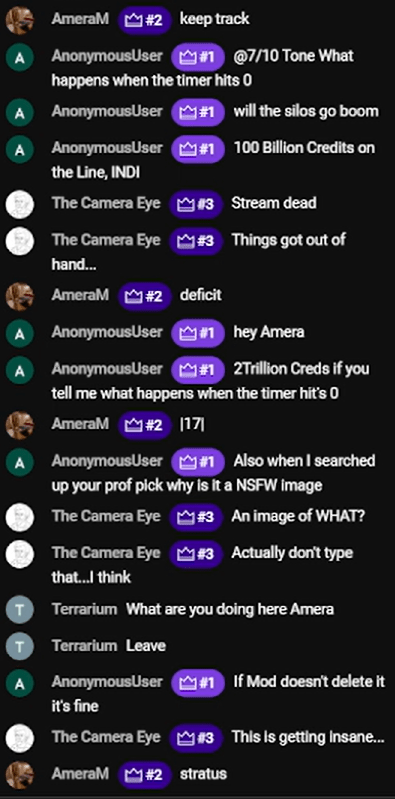 AmeraM #2 keep track
A AnonymousUser #1 @7/10 Tone What
happens when the timer hits 0
A AnonymousUser #1 will the silos go boom
A AnonymousUser #1 100 Billion Credits on
the Line, INDI
The Camera Eye #3 Stream dead
The Camera Eye #3 Things got out of
hand...
AmeraM #2 deficit
A AnonymousUser #1 hey Amera
A AnonymousUser #1 2Trillion Creds if you
tell me what happens when the timer hit's 0
AmeraM #2 |17|
A AnonymousUser #1 Also when I searched
up your prof pick why is it a NSFW image
The Camera Eye #3 An image of WHAT?
The Camera Eye #3 Actually don't type
that...I think
T Terrarium What are you doing here Amera
T Terrarium Leave
A AnonymousUser #1 If Mod doesn't delete it
it's fine
The Camera Eye #3 This is getting insane...
AmeraM #2 stratus